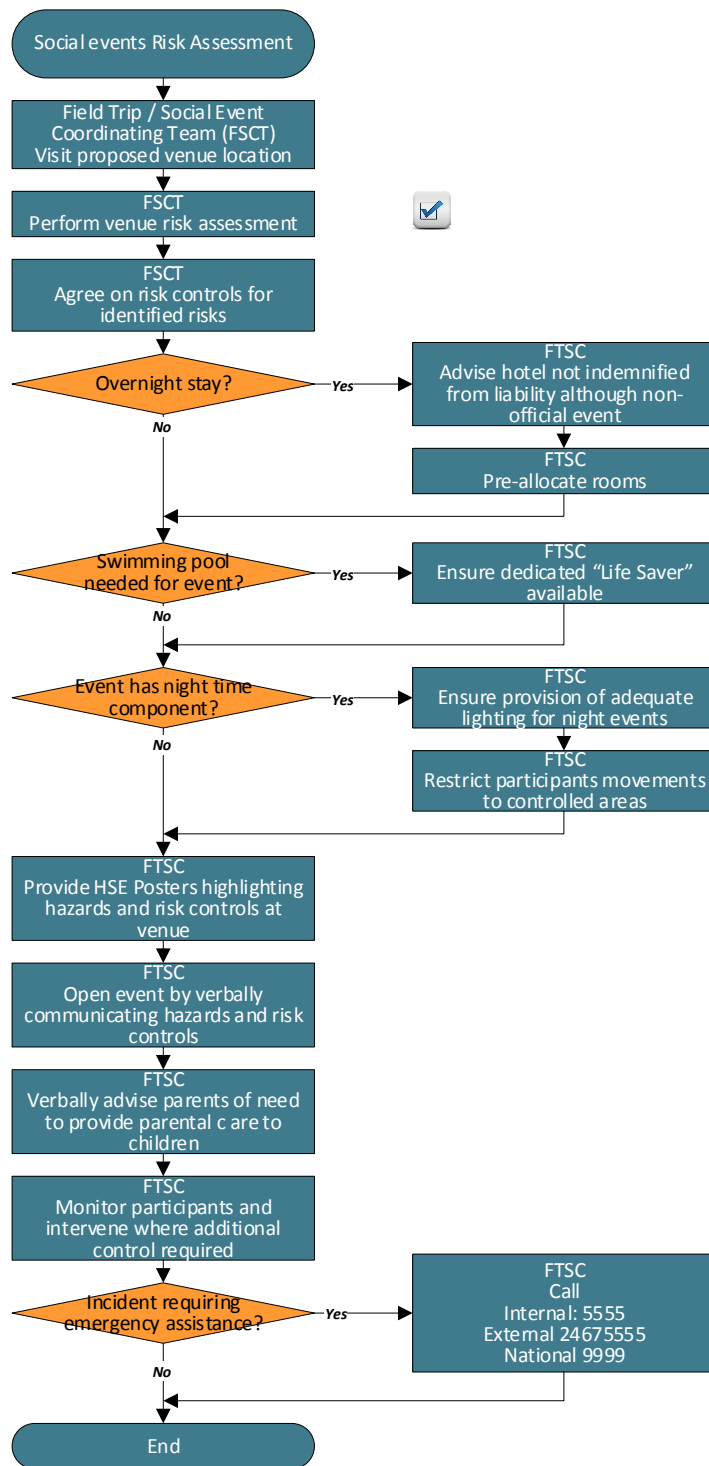 Social events Risk Assessment
Field Trip / Social Event
Coordinating Team (FSCT)
Visit proposed venue location
FSCT
Perform venue risk assessment
FSCT
Agree on risk controls for
identified risks
Overnight stay?
Yes
No
FTSC
Advise hotel not indemnified
from liability although non-
official event
FTSC
Pre-allocate rooms
Swimming pool
needed for event?
Yes
No
FTSC
Ensure dedicated “Life Saver”
available
Event has night time
component?
Yes
No
FTSC
Ensure provision of adequate
lighting for night events
FTSC
Restrict participants movements
to controlled areas
FTSC
Provide HSE Posters highlighting
hazards and risk controls at
venue
FTSC
Open event by verbally
communicating hazards and risk
controls
FTSC
Verbally advise parents of need
to provide parental c are to
children
FTSC
Monitor participants and
intervene where additional
control required
Incident requiring
emergency assistance?
Yes
No
FTSC
Call
Internal: 5555
External 24675555
National 9999
End